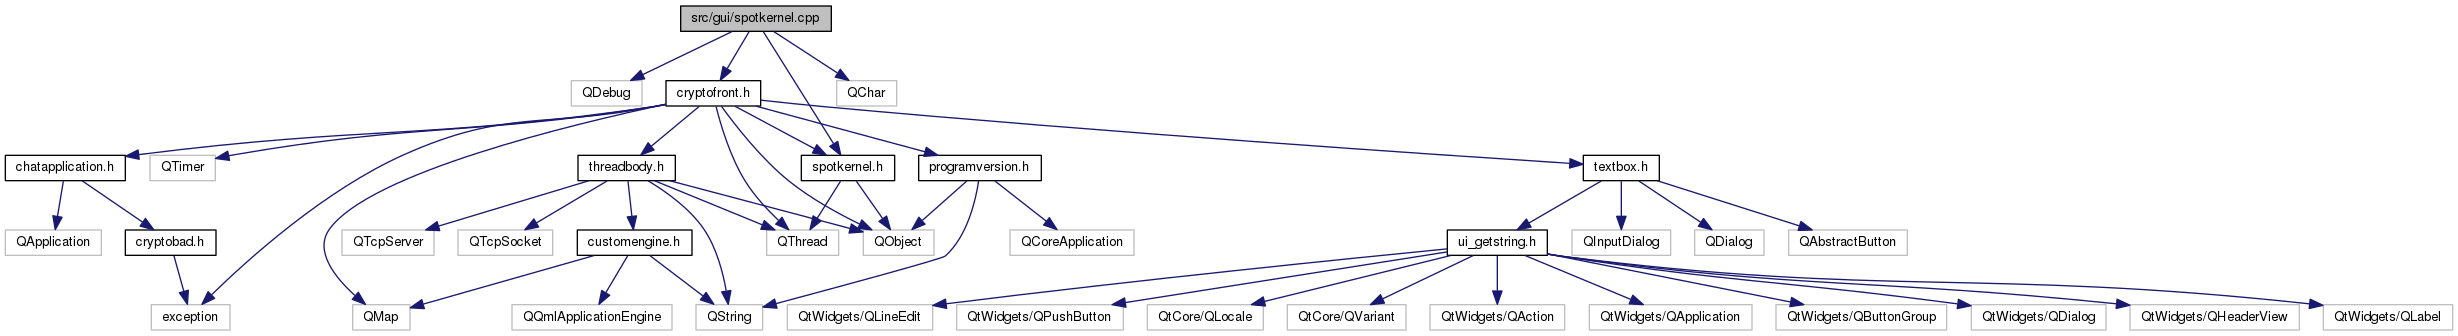 src/gui/spotkernel.cpp
QDebug
cryptofront.h
QChar
chatapplication.h
QTimer
threadbody.h
spotkernel.h
programversion.h
textbox.h
QApplication
cryptobad.h
QTcpServer
QTcpSocket
customengine.h
QThread
QObject
QCoreApplication
ui_getstring.h
QInputDialog
QDialog
QAbstractButton
exception
QMap
QQmlApplicationEngine
QString
QtWidgets/QLineEdit
QtWidgets/QPushButton
QtCore/QLocale
QtCore/QVariant
QtWidgets/QAction
QtWidgets/QApplication
QtWidgets/QButtonGroup
QtWidgets/QDialog
QtWidgets/QHeaderView
QtWidgets/QLabel